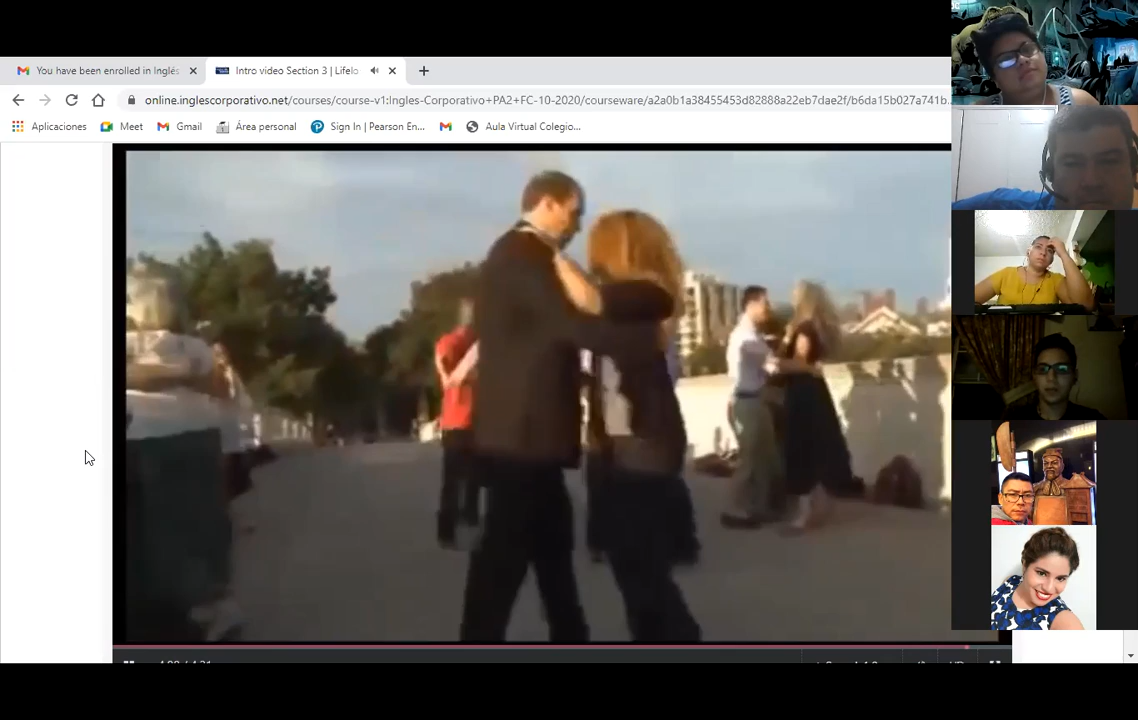 You have been enrolled in Inglés
Intro video Section 3 | Lifelo
online.inglescorporativo.net/courses/course-v1:Ingles-Corporativo+PA2+FC-10-2020/courseware/a2a0b1a38455453d82888a22eb7dae2f/b6da15b027a741b...
Aplicaciones Meet Gmail Área personal Sign In | Pearson En... Aula Virtual Colegio...